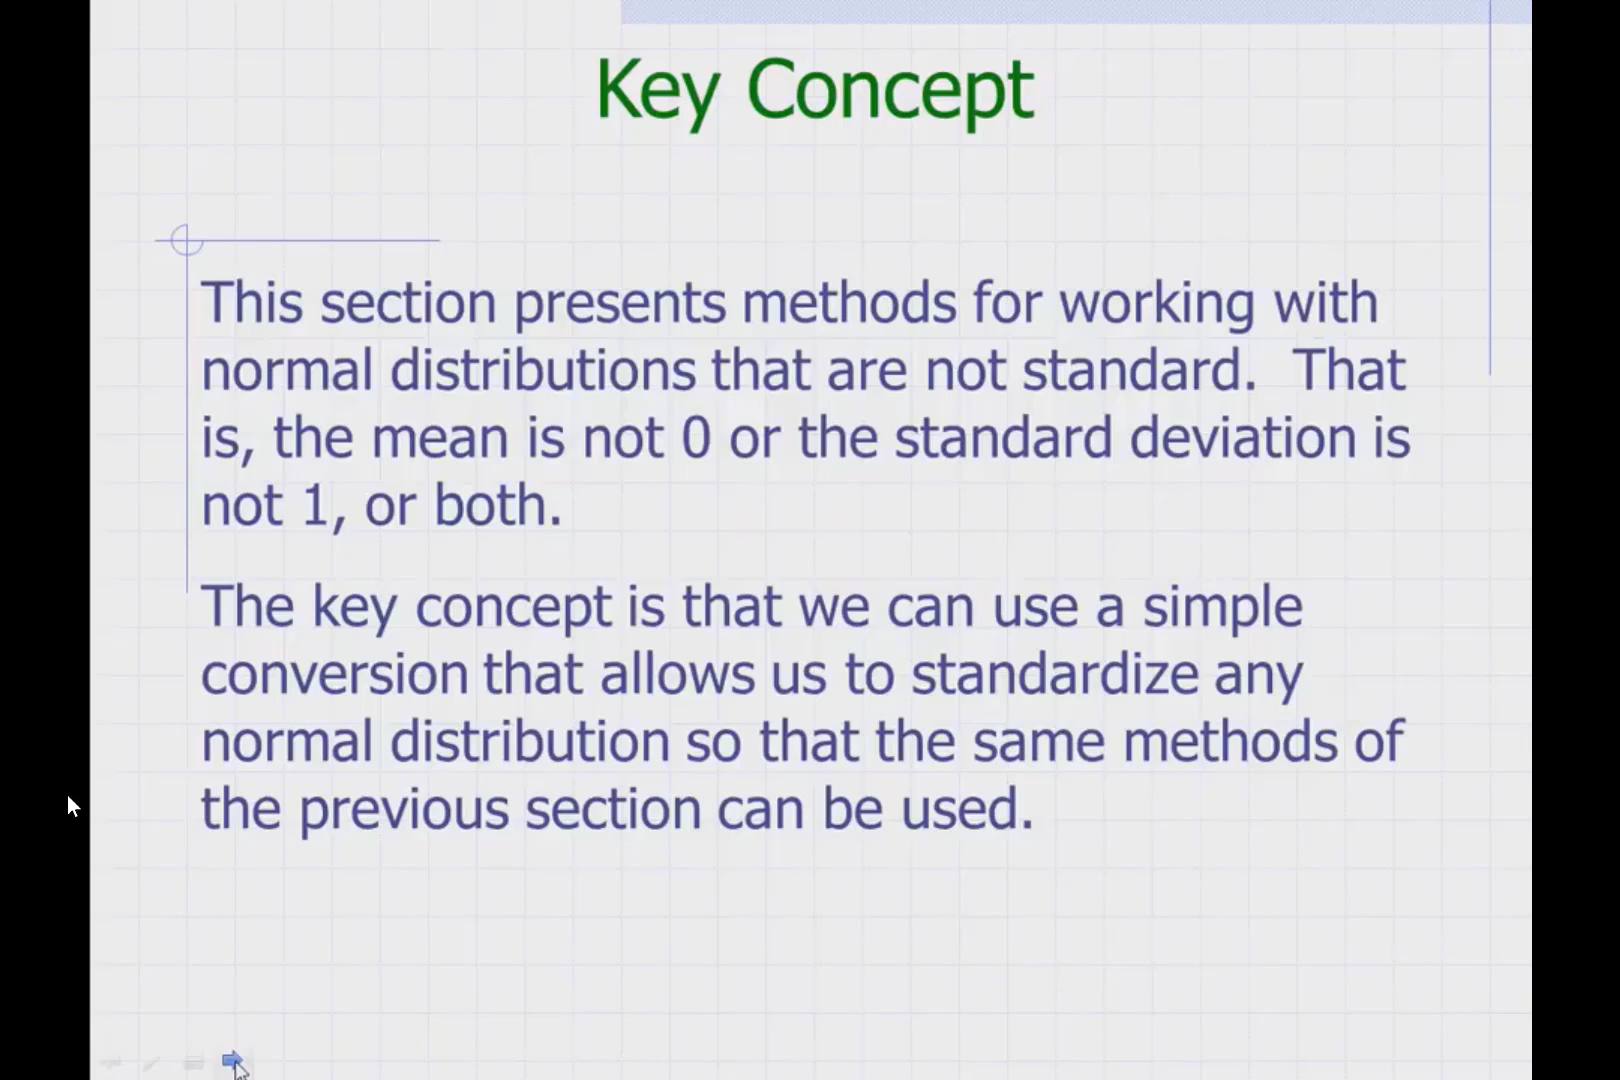 Key Concept
This section presents methods for working with
normal distributions that are not standard.  That
is, the mean is not 0 or the standard deviation is
not 1, or both.
The key concept is that we can use a simple
conversion that allows us to standardize any
normal distribution so that the same methods of
the previous section can be used.